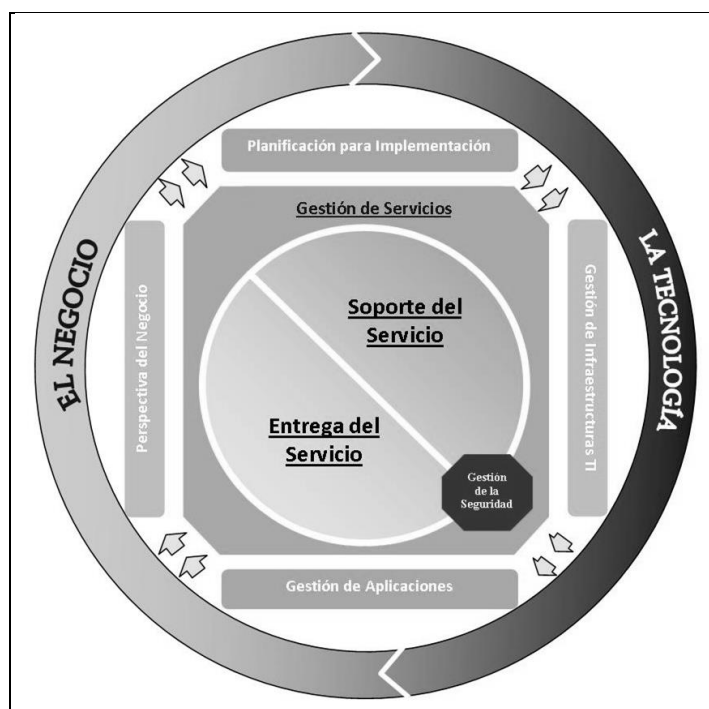 Planificación para Implementación
Gestión de Servicios
EL NEGOCIO
Perspectiva del Negocio
Soporte del
Servicio
Entrega del
Servicio
Gestión
de la
Seguridad
Gestión de Infraestructuras TI
LA TECNOLOGÍA
Gestión de Aplicaciones